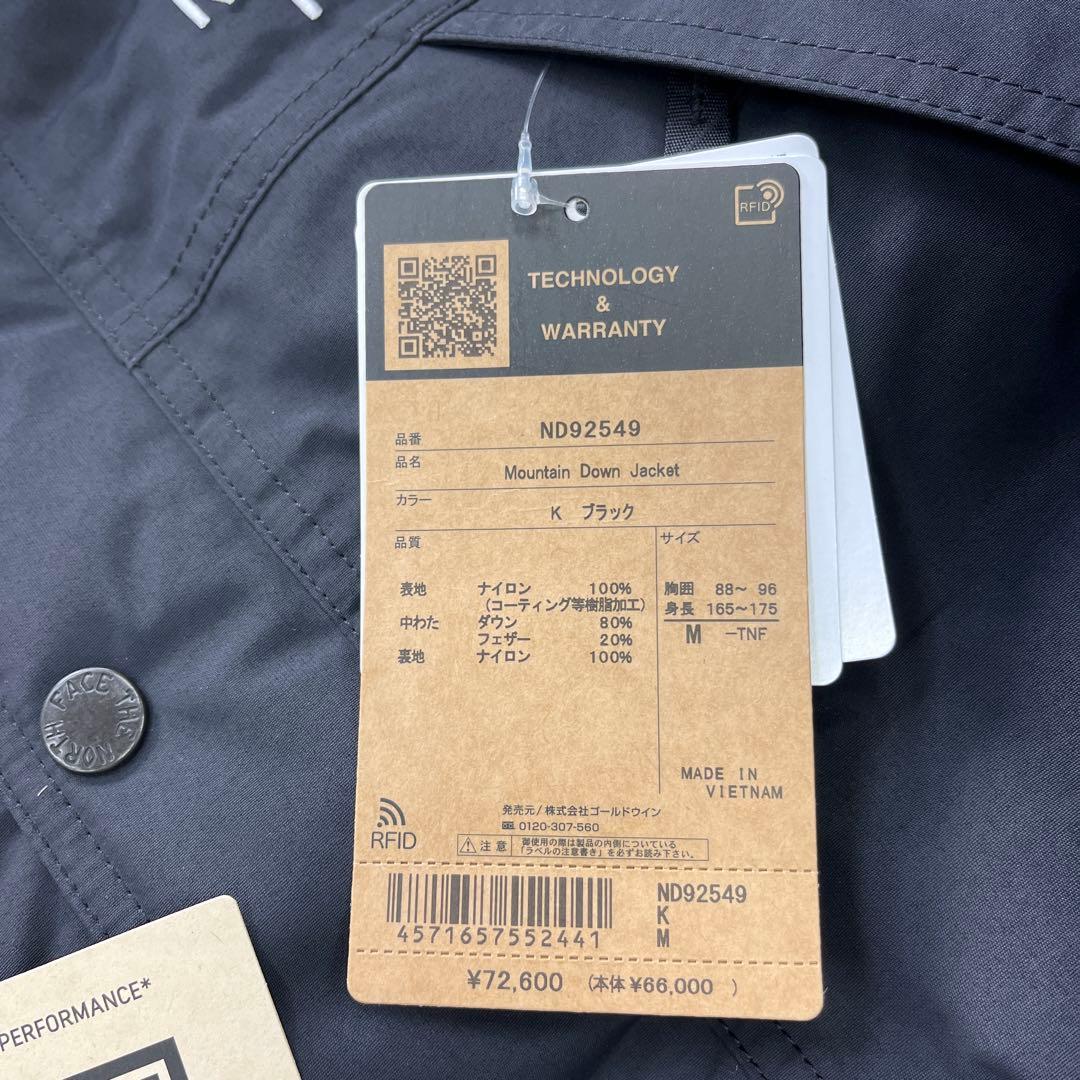 RFID
TECHNOLOGY
&
WARRANTY
品番 ND92549
品名 Mountain Down Jacket
カラー K ブラック
品質
表地 ナイロン 100%
(コーティング等樹脂加工)
中わた ダウン 80%
フェザー 20%
裏地 ナイロン 100%
サイズ
胸囲 88～ 96
身長 165～175
M -TNF
MADE IN
VIETNAM
発売元/株式会社ゴールドウイン
0120-307-560
RFID
注意 御使用の際は製品の内側についている
「ラベルの注意書き」を必ずお読み下さい。
4571657552441
ND92549
K
M
¥72,600 (本体¥66,000 )
THE NORTH FACE
PERFORMANCE*